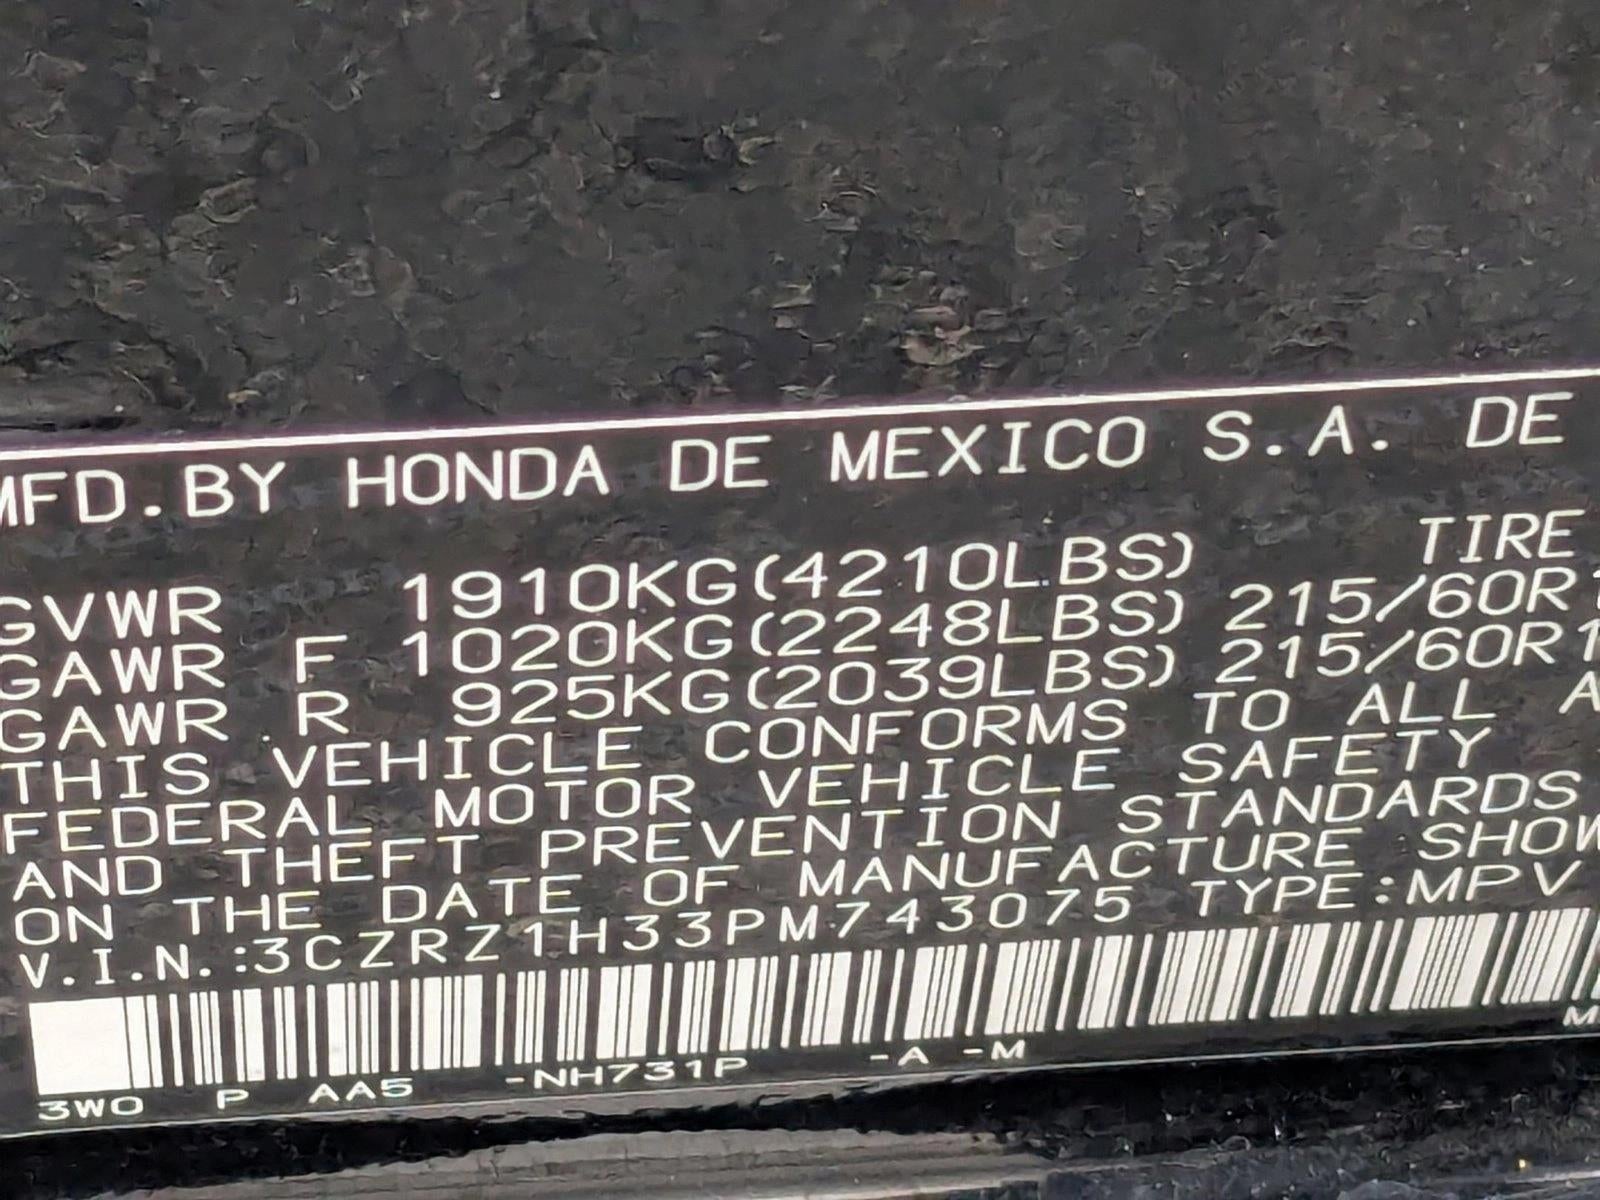 MFD.BY HONDA DE MEXICO S.A. DE
TIRE
GVWR 1910KG(4210LBS)
GAWR F 1020KG(2248LBS) 215/60R1
GAWR R 925KG(2039LBS) 215/60R1
THIS VEHICLE CONFORMS TO ALL A
FEDERAL MOTOR VEHICLE SAFETY
AND THEFT PREVENTION STANDARDS
ON THE DATE OF MANUFACTURE SHOW
V.I.N.:3CZRZ1H33PM743075 TYPE:MPV
3W0 P AA5 -NH731P -A -M